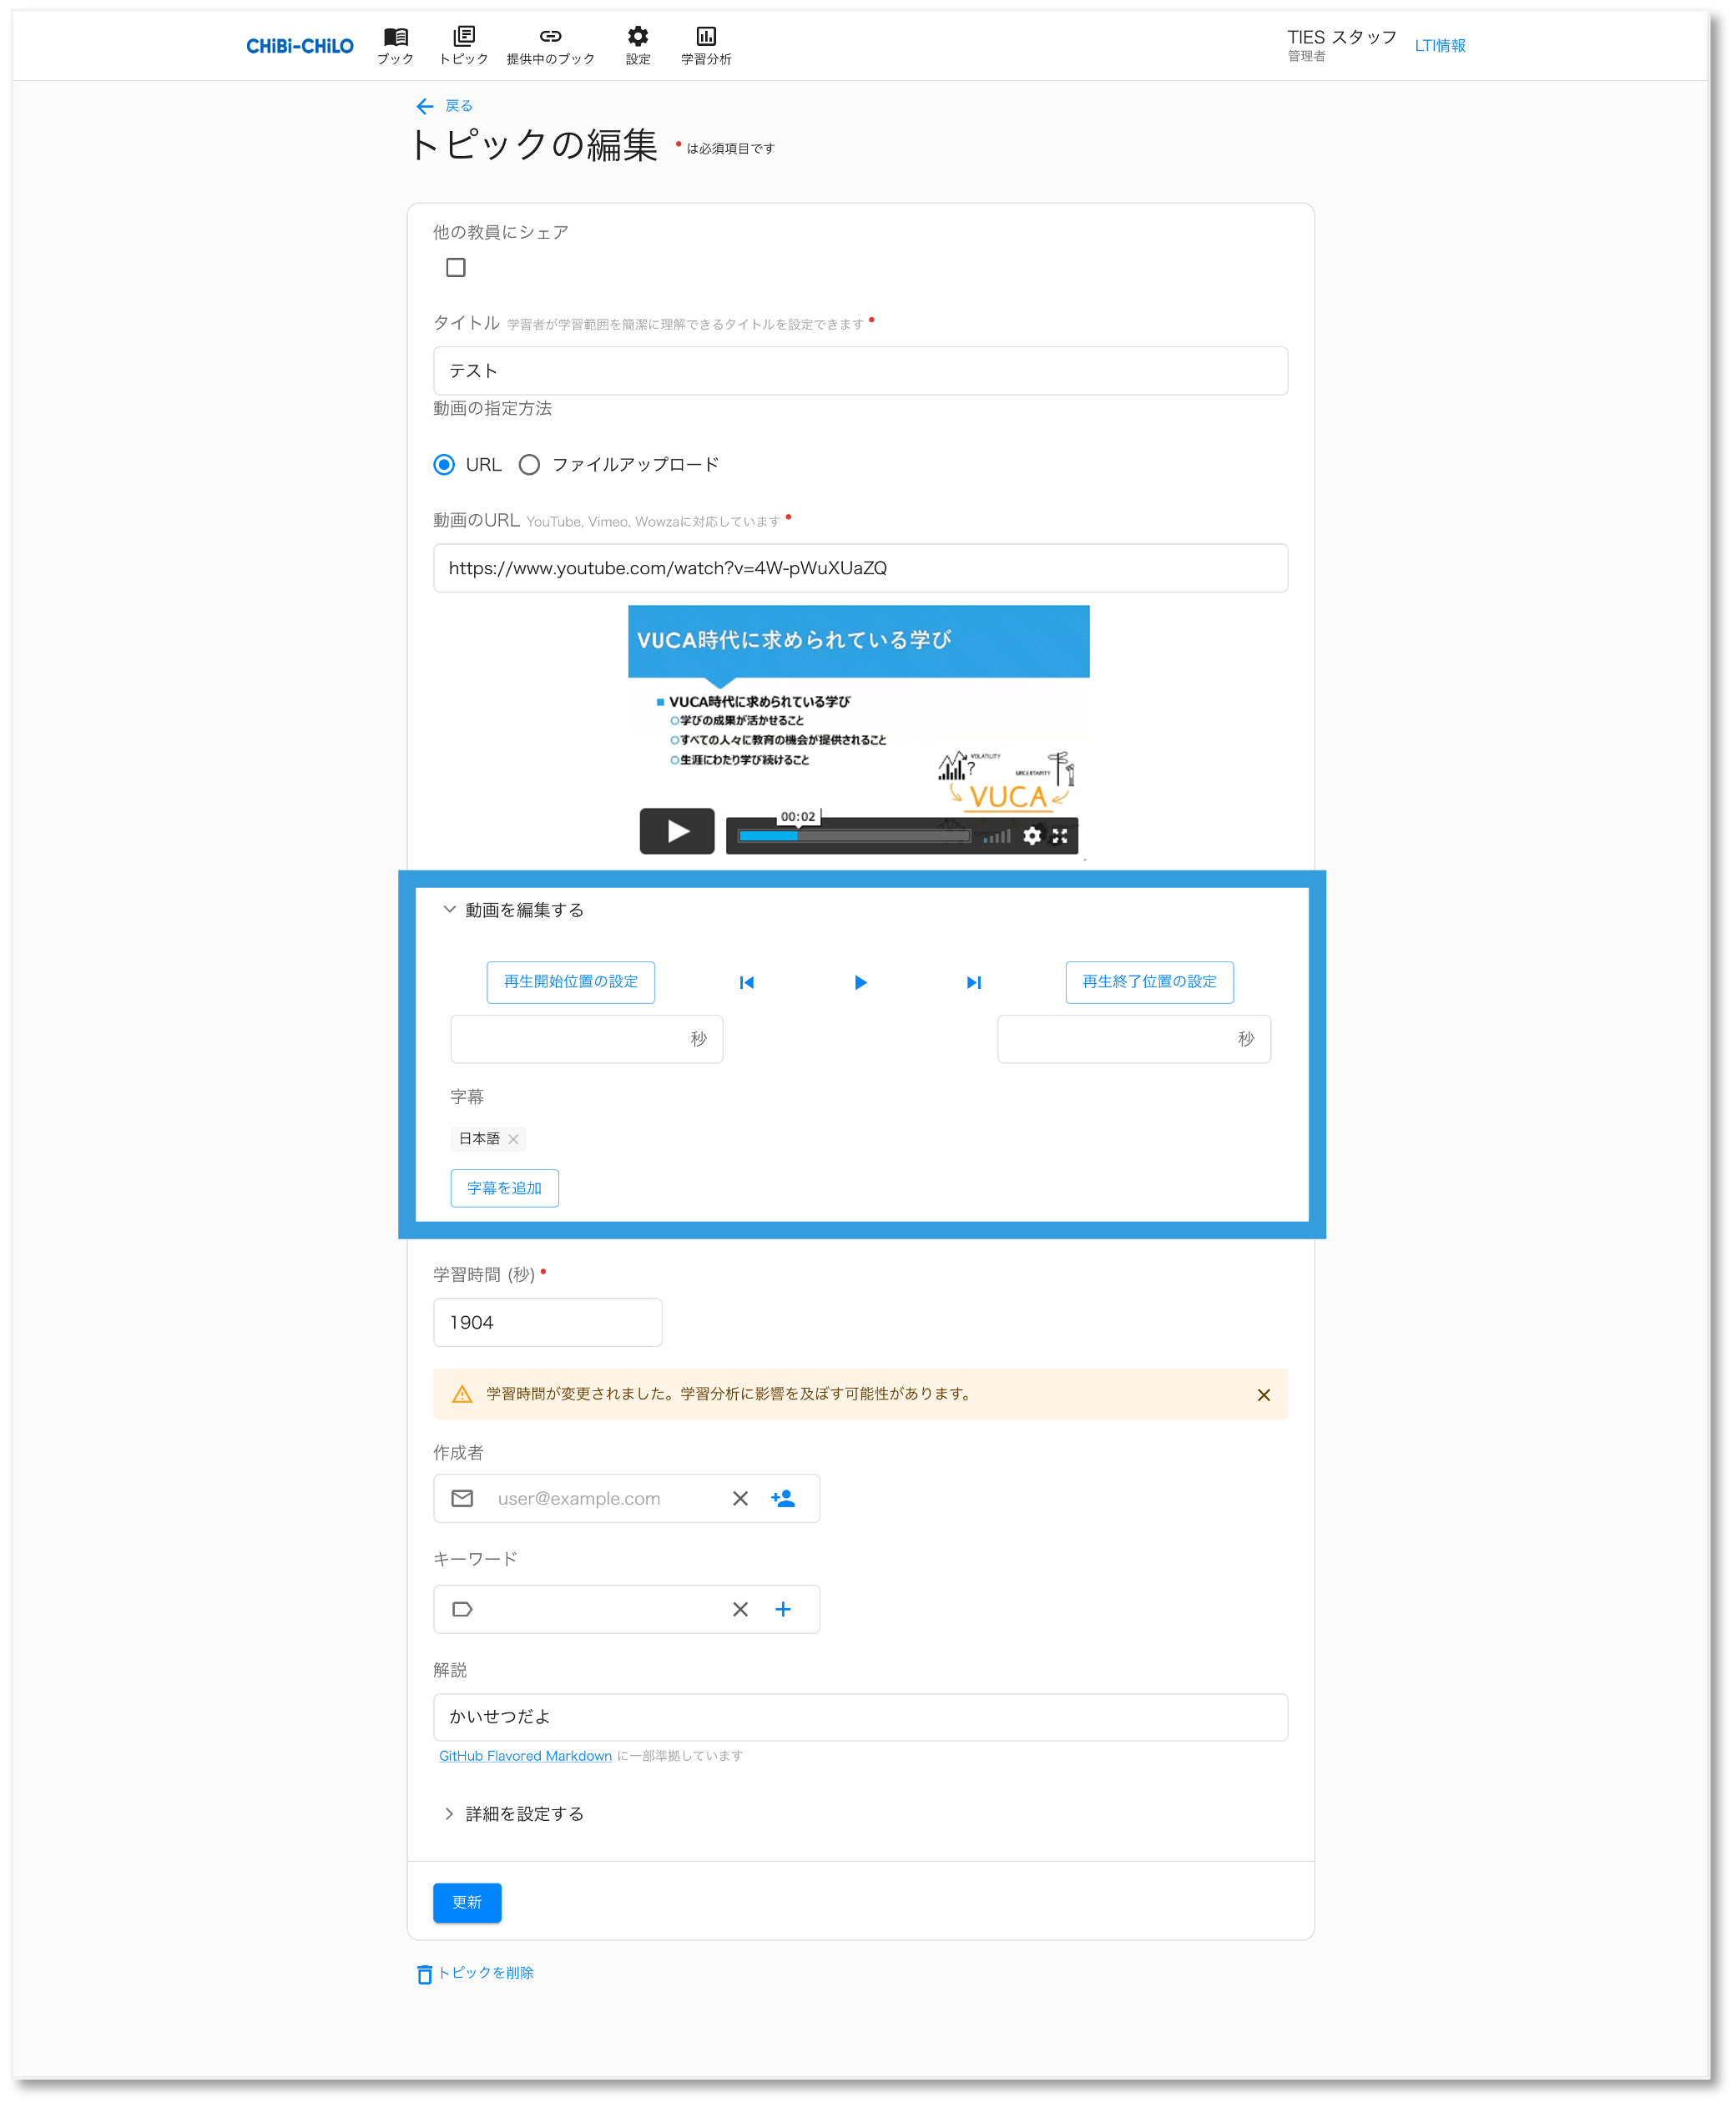 CHiBi-CHiLO
ブック
トピック
提供中のブック
設定
学習分析
TIES スタッフ
管理者
LTI情報
戻る
トピックの編集 • は必須項目です
他の教員にシェア
タイトル 学習者が学習範囲を簡潔に理解できるタイトルを設定できます •
テスト
動画の指定方法
URL ファイルアップロード
動画のURL YouTube, Vimeo, Wowzaに対応しています •
https://www.youtube.com/watch?v=4W-pWuXUaZQ
VUCA時代に求められている学び
■ VUCA時代に求められている学び
○学びの成果が活かせること
○すべての人々に教育の機会が提供されること
○生涯にわたり学び続けること
VOLATILITY
?
UNCERTAINTY
VUCA
00:02
動画を編集する
再生開始位置の設定
再生終了位置の設定
秒
秒
字幕
日本語
字幕を追加
学習時間 (秒) •
1904
学習時間が変更されました。学習分析に影響を及ぼす可能性があります。
作成者
user@example.com
キーワード
解説
かいせつだよ
GitHub Flavored Markdown に一部準拠しています
詳細を設定する
更新
トピックを削除